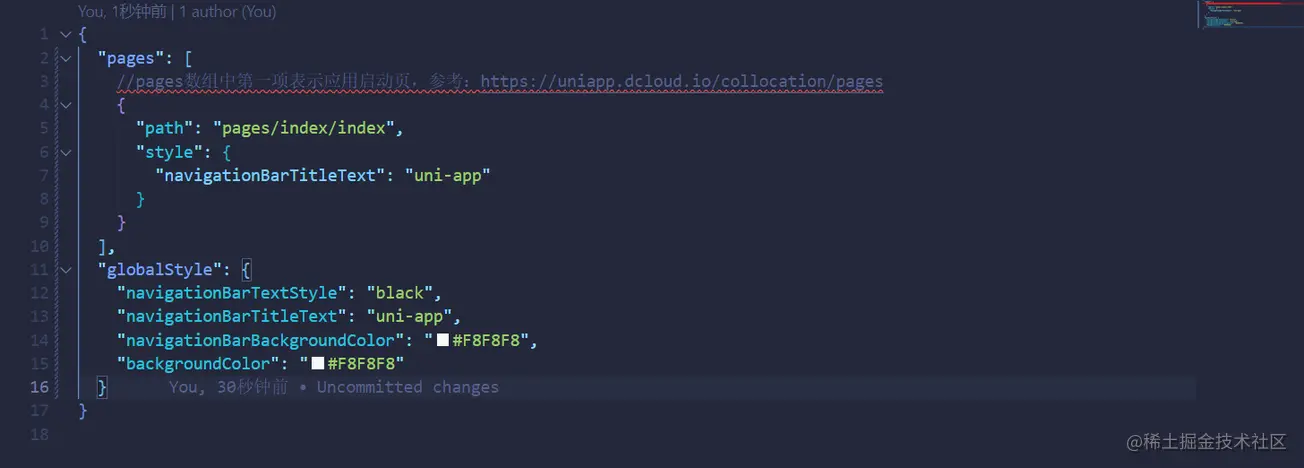 You, 1秒钟前 | 1 author (You)
1 {
2 "pages": [
3 //pages数组中第一项表示应用启动页，参考：https://uniapp.dcloud.io/collocation/pages
4 {
5 "path": "pages/index/index",
6 "style": {
7 "navigationBarTitleText": "uni-app"
8 }
9 }
10 ],
11 "globalStyle": {
12 "navigationBarTextStyle": "black",
13 "navigationBarTitleText": "uni-app",
14 "navigationBarBackgroundColor": "#F8F8F8",
15 "backgroundColor": "#F8F8F8"
16 } You, 30秒钟前 • Uncommitted changes
17 }
18
@稀土掘金技术社区